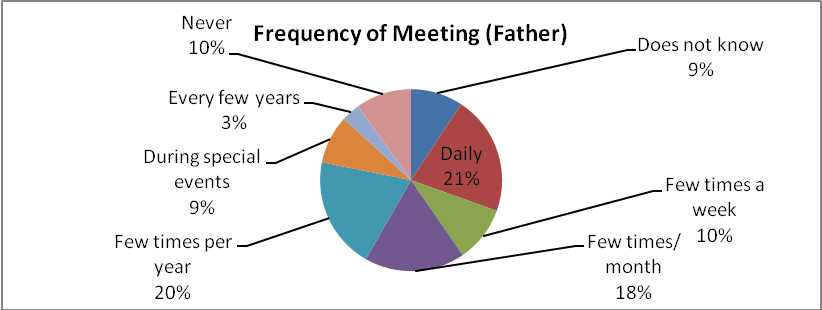 Frequency of Meeting (Father)
Does not know
9%
Daily
21%
Few times a
week
10%
Few times/
month
18%
Few times per
year
20%
During special
events
9%
Every few years
3%
Never
10%